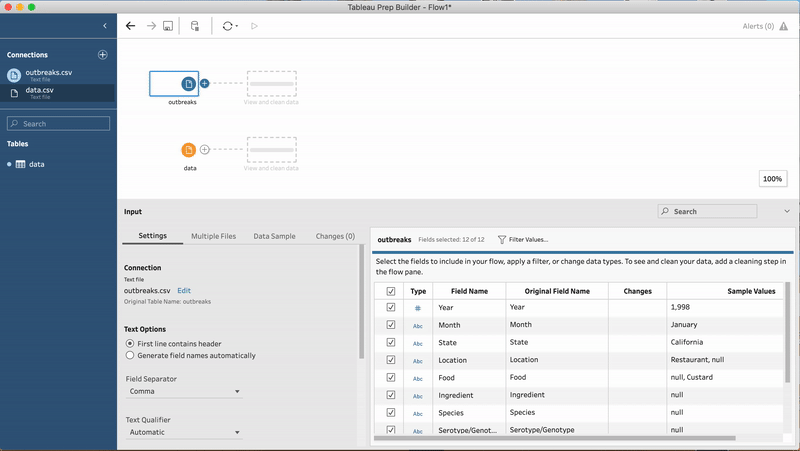 Tableau Prep Builder – Flow1*
Alerts (0)
Connections
outbreaks.csv
Text file
data.csv
Text file
Search
Tables
data
outbreaks
View and clean data
data
View and clean data
100%
Input
Search
Settings
Multiple Files
Data Sample
Changes (0)
Connection
Text file
outbreaks.csv Edit
Original Table Name: outbreaks
Text Options
First line contains header
Generate field names automatically
Field Separator
Comma
Text Qualifier
Automatic
outbreaks Fields selected: 12 of 12 Filter Values...
Select the fields to include in your flow, apply a filter, or change data types. To see and clean your data, add a cleaning step in
the flow pane.
Type Field Name Original Field Name Changes Sample Values
# Year Year 1,998
Abc Month Month January
Abc State State California
Abc Location Location Restaurant, null
Abc Food Food null, Custard
Abc Ingredient Ingredient null
Abc Species Species null
Abc Serotype/Genot... Serotype/Genotype null